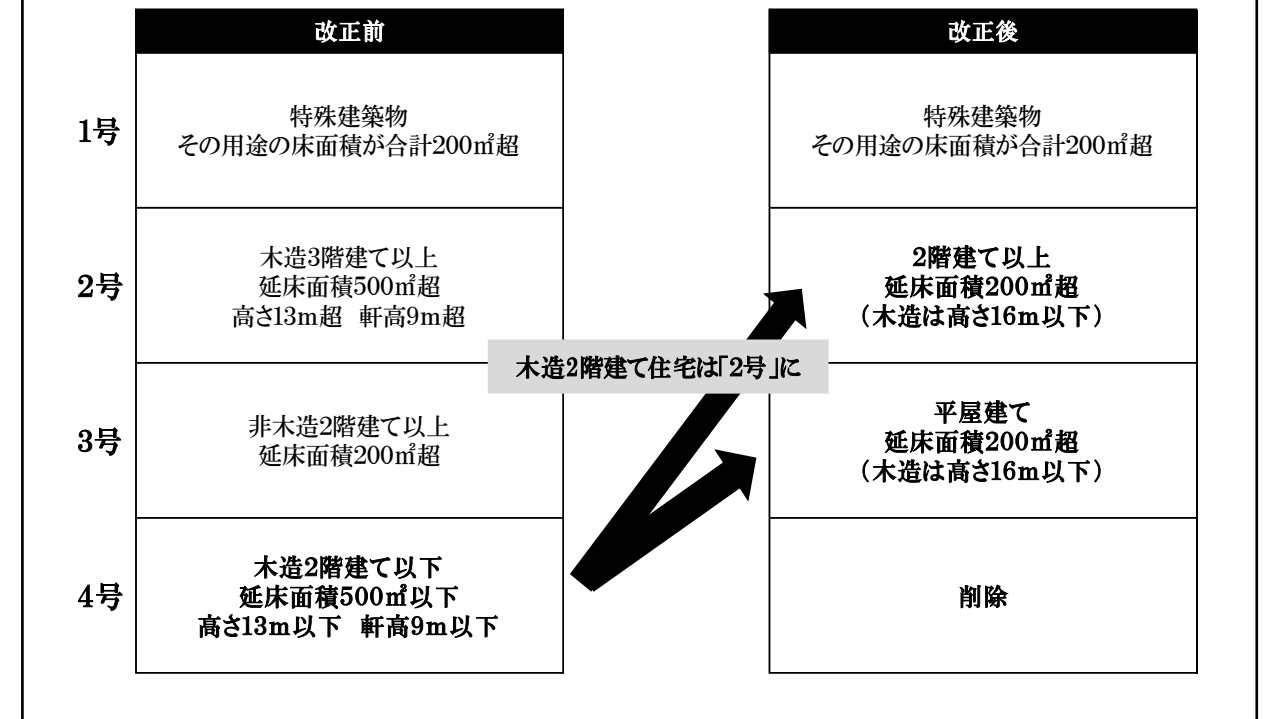 改正前
改正後
1号
特殊建築物
その用途の床面積が合計200㎡超
特殊建築物
その用途の床面積が合計200㎡超
2号
木造3階建て以上
延床面積500㎡超
高さ13m超 軒高9m超
2階建て以上
延床面積200㎡超
(木造は高さ16m以下)
木造2階建て住宅は「2号」に
3号
非木造2階建て以上
延床面積200㎡超
平屋建て
延床面積200㎡超
(木造は高さ16m以下)
4号
木造2階建て以下
延床面積500㎡以下
高さ13m以下 軒高9m以下
削除